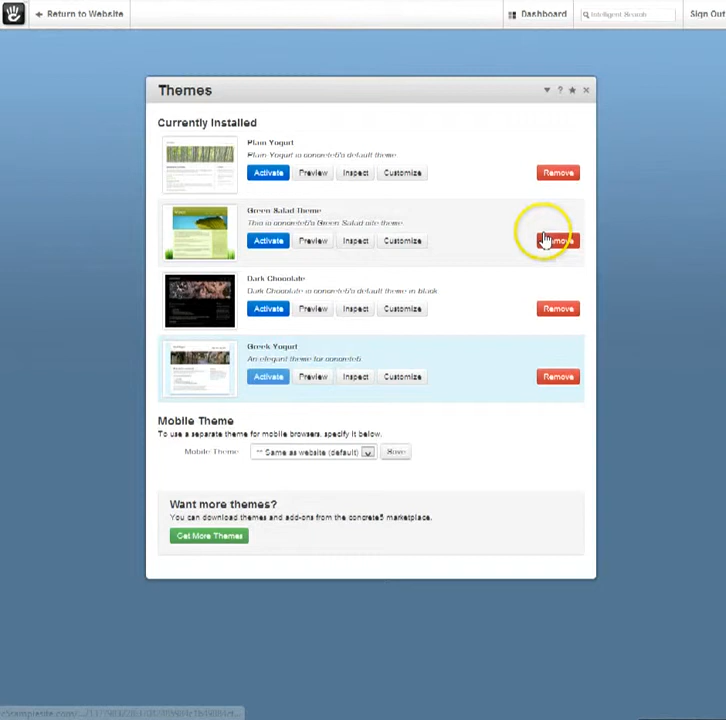 Return to Website
Dashboard
Intelligent Search
Sign Out
Themes
Currently Installed
Plain Yogurt
Plain Yogurt is concrete5's default theme.
Activate Preview Inspect Customize Remove
Green Salad Theme
This is concrete5's Green Salad site theme.
Activate Preview Inspect Customize
Dark Chocolate
Dark Chocolate is concrete5's default theme in black.
Activate Preview Inspect Customize Remove
Greek Yogurt
An elegant theme for concrete5.
Activate Preview Inspect Customize Remove
Mobile Theme
To use a separate theme for mobile browsers, specify it below.
Mobile Theme ** Same as website (default) Save
Want more themes?
You can download themes and add-ons from the concrete5 marketplace.
Get More Themes